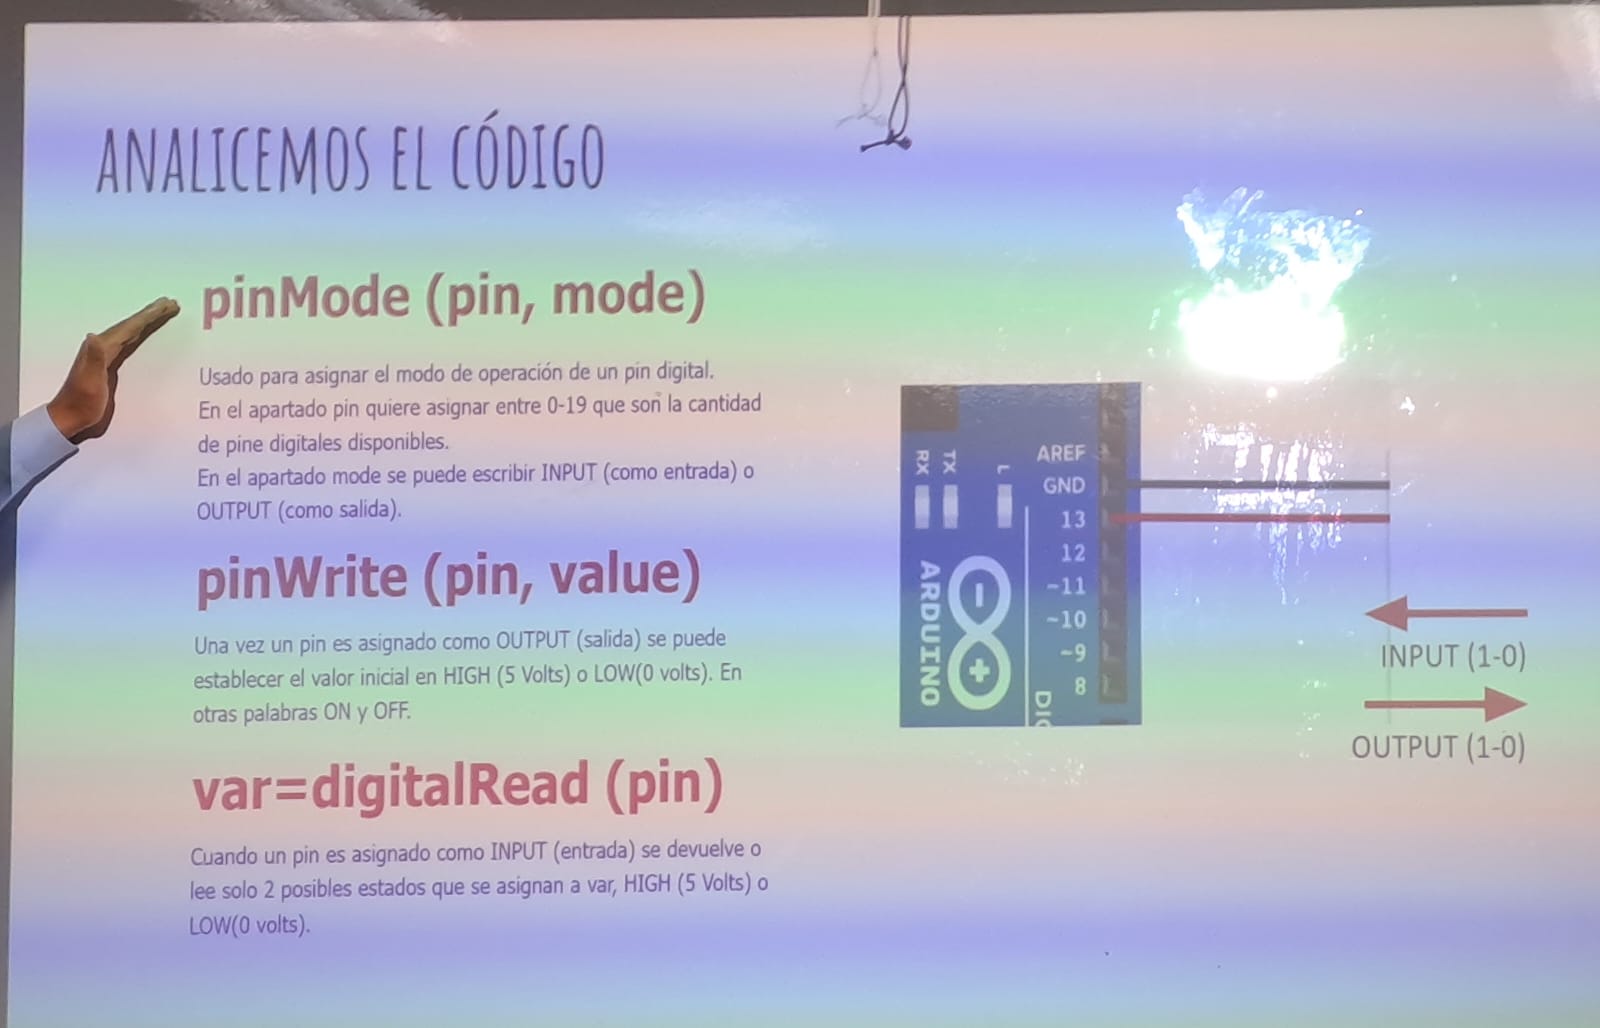 ANALICEMOS EL CÓDIGO
pinMode (pin, mode)
Usado para asignar el modo de operación de un pin digital.
En el apartado pin quiere asignar entre 0-19 que son la cantidad
de pine digitales disponibles.
En el apartado mode se puede escribir INPUT (como entrada) o
OUTPUT (como salida).
pinWrite (pin, value)
Una vez un pin es asignado como OUTPUT (salida) se puede
establecer el valor inicial en HIGH (5 Volts) o LOW(0 volts). En
otras palabras ON y OFF.
var=digitalRead (pin)
Cuando un pin es asignado como INPUT (entrada) se devuelve o
lee solo 2 posibles estados que se asignan a var, HIGH (5 Volts) o
LOW(0 volts).
RX
TX
L
ARDUINO
AREF
GND
13
12
~11
~10
~9
8
DIG
INPUT (1-0)
OUTPUT (1-0)